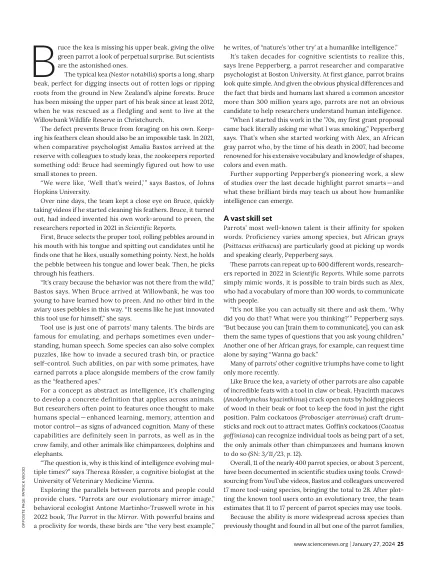 Bruce the kea is missing his upper beak, giving the olive
green parrot a look of perpetual surprise. But scientists
are the astonished ones.
The typical kea (Nestor notabilis) sports a long, sharp
beak, perfect for digging insects out of rotten logs or ripping
roots from the ground in New Zealand's alpine forests. Bruce
has been missing the upper part of his beak since at least 2012,
when he was rescued as a fledgling and sent to live at the
Willowbank Wildlife Reserve in Christchurch.
The defect prevents Bruce from foraging on his own. Keep-
ing his feathers clean should also be an impossible task. In 2021,
when comparative psychologist Amalia Bastos arrived at the
reserve with colleagues to study keas, the zookeepers reported
something odd: Bruce had seemingly figured out how to use
small stones to preen.
"We were like, 'Well that's weird,' " says Bastos, of Johns
Hopkins University.
Over nine days, the team kept a close eye on Bruce, quickly
taking videos if he started cleaning his feathers. Bruce, it turned
out, had indeed invented his own work-around to preen, the
researchers reported in 2021 in Scientific Reports.
First, Bruce selects the proper tool, rolling pebbles around in
his mouth with his tongue and spitting out candidates until he
finds one that he likes, usually something pointy. Next, he holds
the pebble between his tongue and lower beak. Then, he picks
through his feathers.
"It's crazy because the behavior was not there from the wild,"
Bastos says. When Bruce arrived at Willowbank, he was too
young to have learned how to preen. And no other bird in the
aviary uses pebbles in this way. "It seems like he just innovated
this tool use for himself," she says.
Tool use is just one of parrots' many talents. The birds are
famous for emulating, and perhaps sometimes even under-
standing, human speech. Some species can also solve complex
puzzles, like how to invade a secured trash bin, or practice
self-control. Such abilities, on par with some primates, have
earned parrots a place alongside members of the crow family
as the "feathered apes."
For a concept as abstract as intelligence, it's challenging
to develop a concrete definition that applies across animals.
But researchers often point to features once thought to make
humans special — enhanced learning, memory, attention and
motor control — as signs of advanced cognition. Many of these
capabilities are definitely seen in parrots, as well as in the
crow family, and other animals like chimpanzees, dolphins and
elephants.
"The question is, why is this kind of intelligence evolving mul-
tiple times?" says Theresa Rössler, a cognitive biologist at the
University of Veterinary Medicine Vienna.
Exploring the parallels between parrots and people could
provide clues. "Parrots are our evolutionary mirror image,"
behavioral ecologist Antone Martinho-Truswell wrote in his
2022 book, The Parrot in the Mirror. With powerful brains and
a proclivity for words, these birds are "the very best example,"
he writes, of "nature's 'other try' at a humanlike intelligence."
It's taken decades for cognitive scientists to realize this,
says Irene Pepperberg, a parrot researcher and comparative
psychologist at Boston University. At first glance, parrot brains
look quite simple. And given the obvious physical differences and
the fact that birds and humans last shared a common ancestor
more than 300 million years ago, parrots are not an obvious
candidate to help researchers understand human intelligence.
"When I started in this work in the '70s, my first grant proposal
came back literally asking me what I was smoking," Pepperberg
says. That's when she started working with Alex, an African
gray parrot who, by the time of his death in 2007, had become
renowned for his extensive vocabulary and knowledge of shapes,
colors and even math.
Further supporting Pepperberg's pioneering work, a slew
of studies over the last decade highlight parrot smarts — and
what these brilliant birds may teach us about how humanlike
intelligence can emerge.
A vast skill set
Parrots' most well-known talent is their affinity for spoken
words. Proficiency varies among species, but African grays
(Psittacus erithacus) are particularly good at picking up words
and speaking clearly, Pepperberg says.
These parrots can repeat up to 600 different words, research-
ers reported in 2022 in Scientific Reports. While some parrots
simply mimic words, it is possible to train birds such as Alex,
who had a vocabulary of more than 100 words, to communicate
with people.
"It's not like you can actually sit there and ask them, 'Why
did you do that? What were you thinking?' " Pepperberg says.
"But because you can [train them to communicate], you can ask
them the same types of questions that you ask young children."
Another one of her African grays, for example, can request time
alone by saying "Wanna go back."
Many of parrots' other cognitive triumphs have come to light
only more recently.
Like Bruce the kea, a variety of other parrots are also capable
of incredible feats with a tool in claw or beak. Hyacinth macaws
(Anodorhynchus hyacinthinus) crack open nuts by holding pieces
of wood in their beak or foot to keep the food in just the right
position. Palm cockatoos (Probosciger aterrimus) craft drum-
sticks and rock out to attract mates. Goffin's cockatoos (Cacatua
goffiniana) can recognize individual tools as being part of a set,
the only animals other than chimpanzees and humans known
to do so (SN: 3/11/23, p. 12).
Overall, 11 of the nearly 400 parrot species, or about 3 percent,
have been documented in scientific studies using tools. Crowd-
sourcing from YouTube videos, Bastos and colleagues uncovered
17 more tool-using species, bringing the total to 28. After plot-
ting the known tool users onto an evolutionary tree, the team
estimates that 11 to 17 percent of parrot species may use tools.
Because the ability is more widespread across species than
previously thought and found in all but one of the parrot families,
www.sciencenews.org | January 27, 2024 25